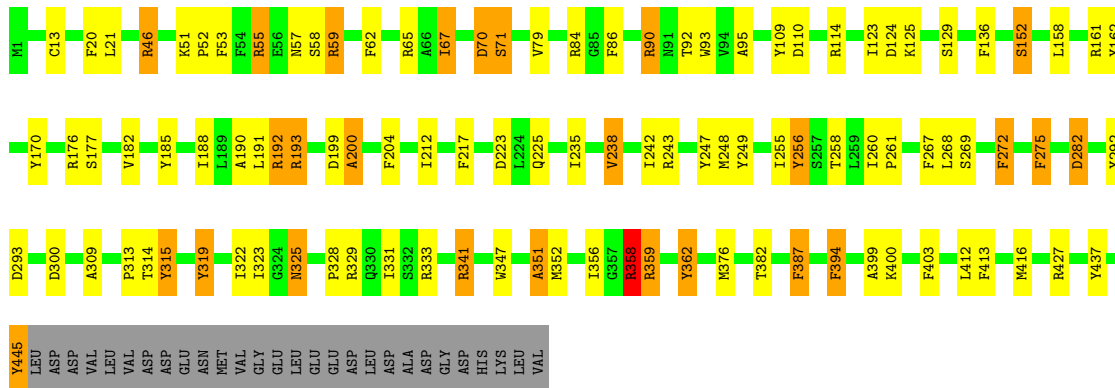 M1 C13 F20 L21 R46 K51 P52 F53 F54 R55 E56 N57 S58 R59 F62 R65 A66 I67 D70 S71 V79 R84 G85 F86 R90 N91 T92 W93 V94 A95 Y109 D110 R114 I123 D124 K125 S129 F136 S152 L158 R161
Y170 R176 S177 V182 Y185 I188 L189 A190 L191 R192 R193 D199 A200 F204 I212 F217 D223 L224 Q225 I235 V238 I242 R243 Y247 M248 Y249 I255 Y256 S257 F258 L259 I260 P261 F267 L268 S269 F272 F275 D282
D293 D300 A309 P313 T314 Y315 Y319 I322 I323 G324 N325 P328 R329 Q330 I331 S332 R333 R341 W347 A351 M352 I356 G357 R358 R359 Y362 M376 T382 F387 F394 A399 K400 F403 L412 F413 M416 R427 Y437
Y445 LEU ASP ASP VAL LEU VAL ASP ASP GLU ASN MET VAL GLY GLU LEU GLU GLU ASP LEU ASP ALA ASP GLY ASP HIS LYS LEU VAL